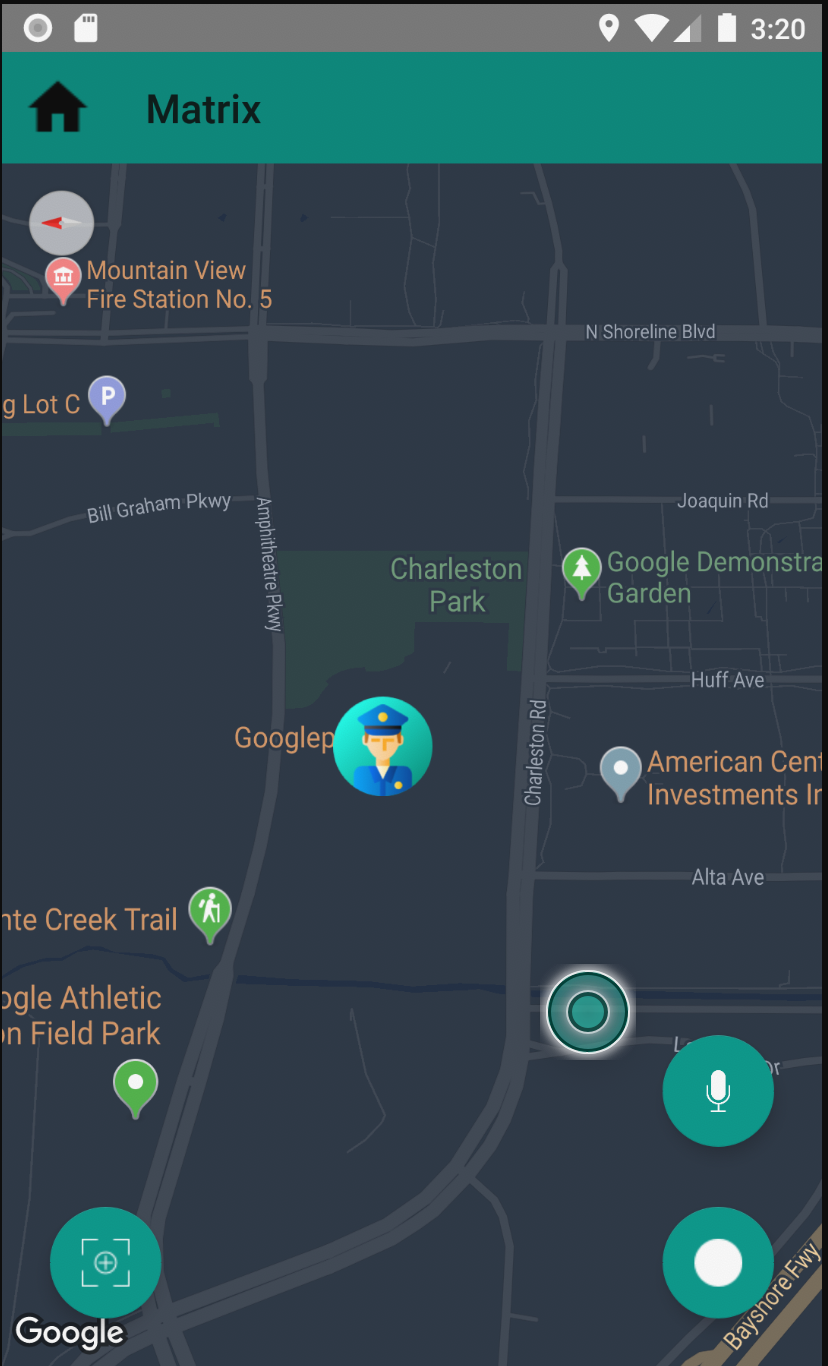 3:20
Matrix
Mountain View
Fire Station No. 5
N Shoreline Blvd
g Lot C
P
Bill Graham Pkwy
Amphitheatre Pkwy
Joaquin Rd
Charleston
Park
Google Demonstra
Garden
Huff Ave
Charleston Rd
Googlep
American Cent
Investments In
Alta Ave
nte Creek Trail
ogle Athletic
on Field Park
Bayshore Fwy
Google